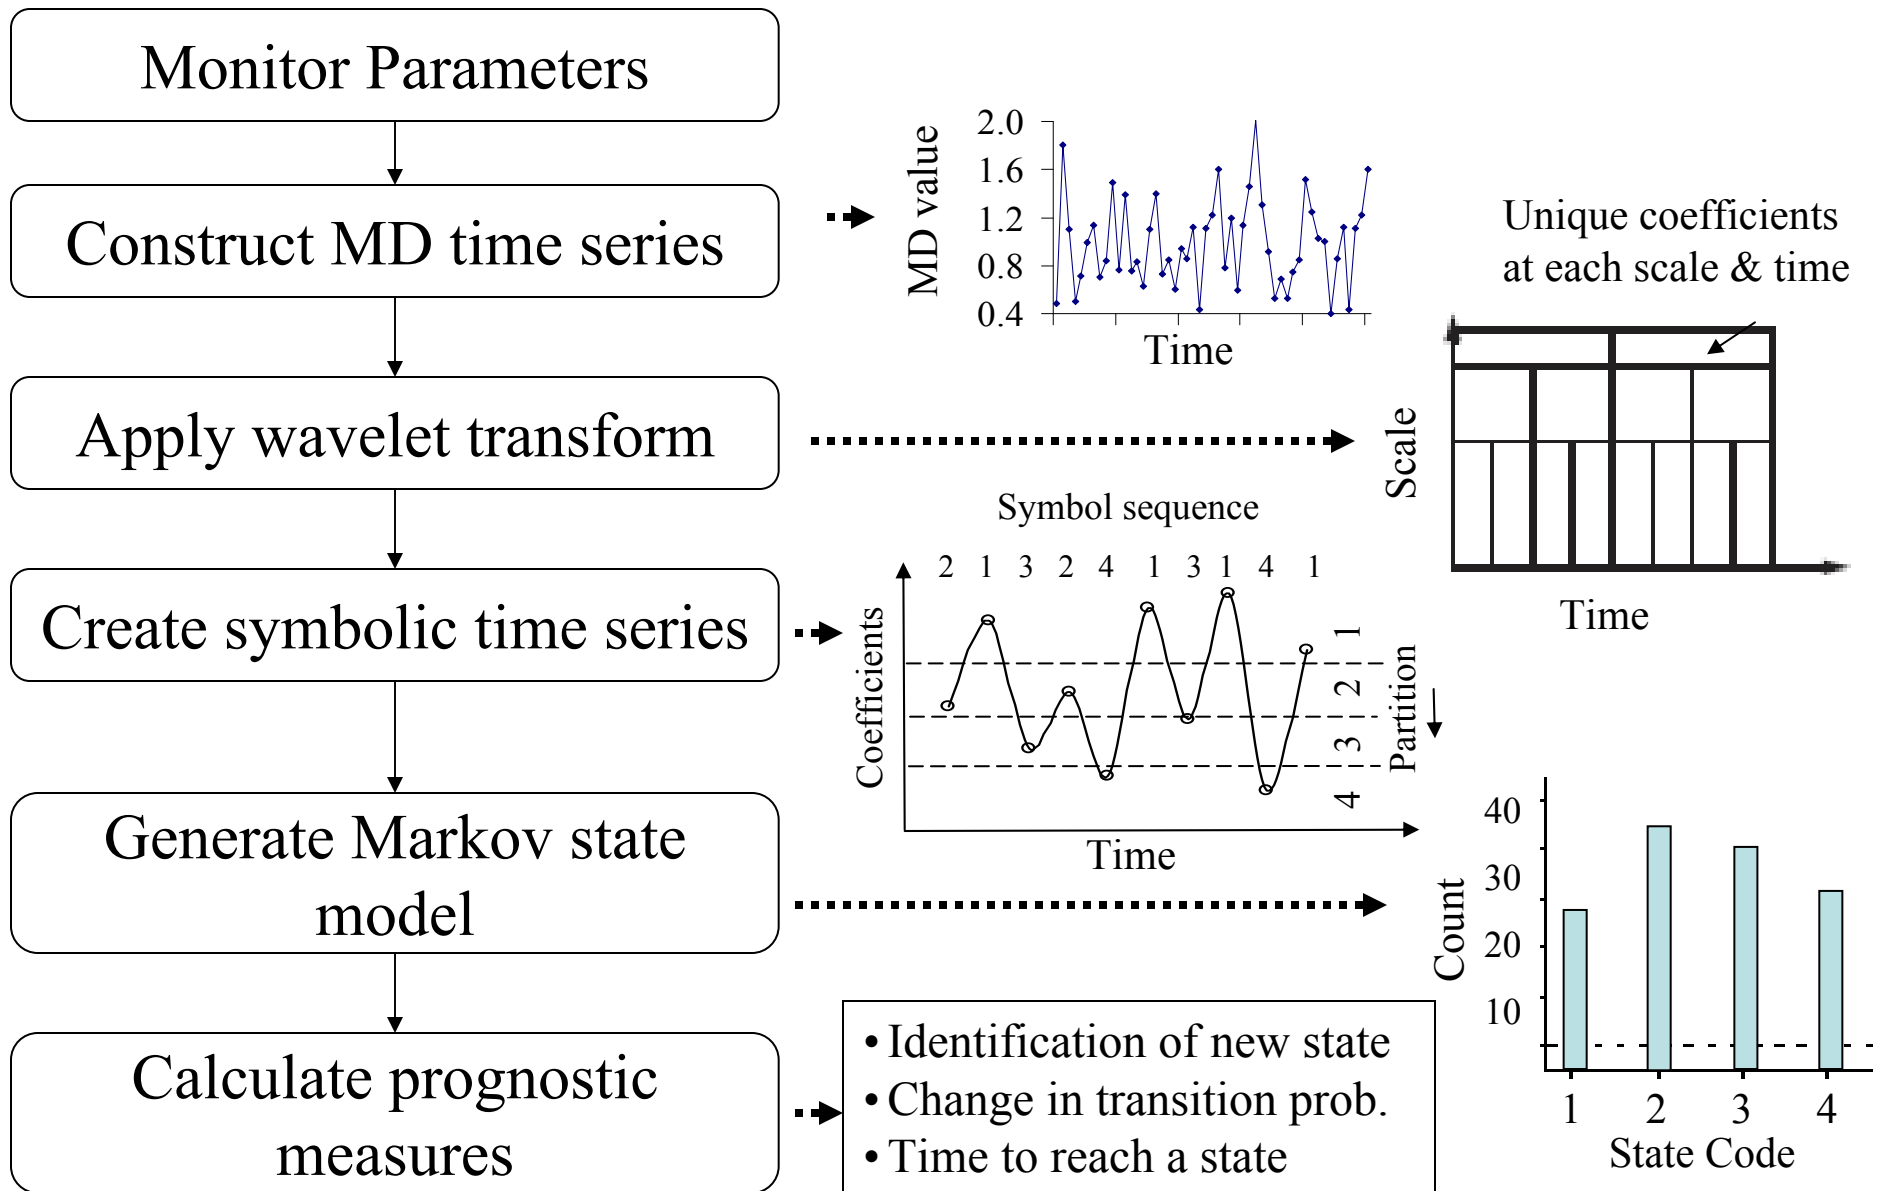 Monitor Parameters
Construct MD time series
Apply wavelet transform
Create symbolic time series
Generate Markov state
model
Calculate prognostic
measures
MD value
2.0
1.6
1.2
0.8
0.4
Time
Unique coefficients
at each scale & time
Scale
Time
Symbol sequence
2 1 3 2 4 1 3 1 4 1
Coefficients
1
2
3
4
Partition
Time
Count
40
30
20
10
1 2 3 4
State Code
• Identification of new state
• Change in transition prob.
• Time to reach a state